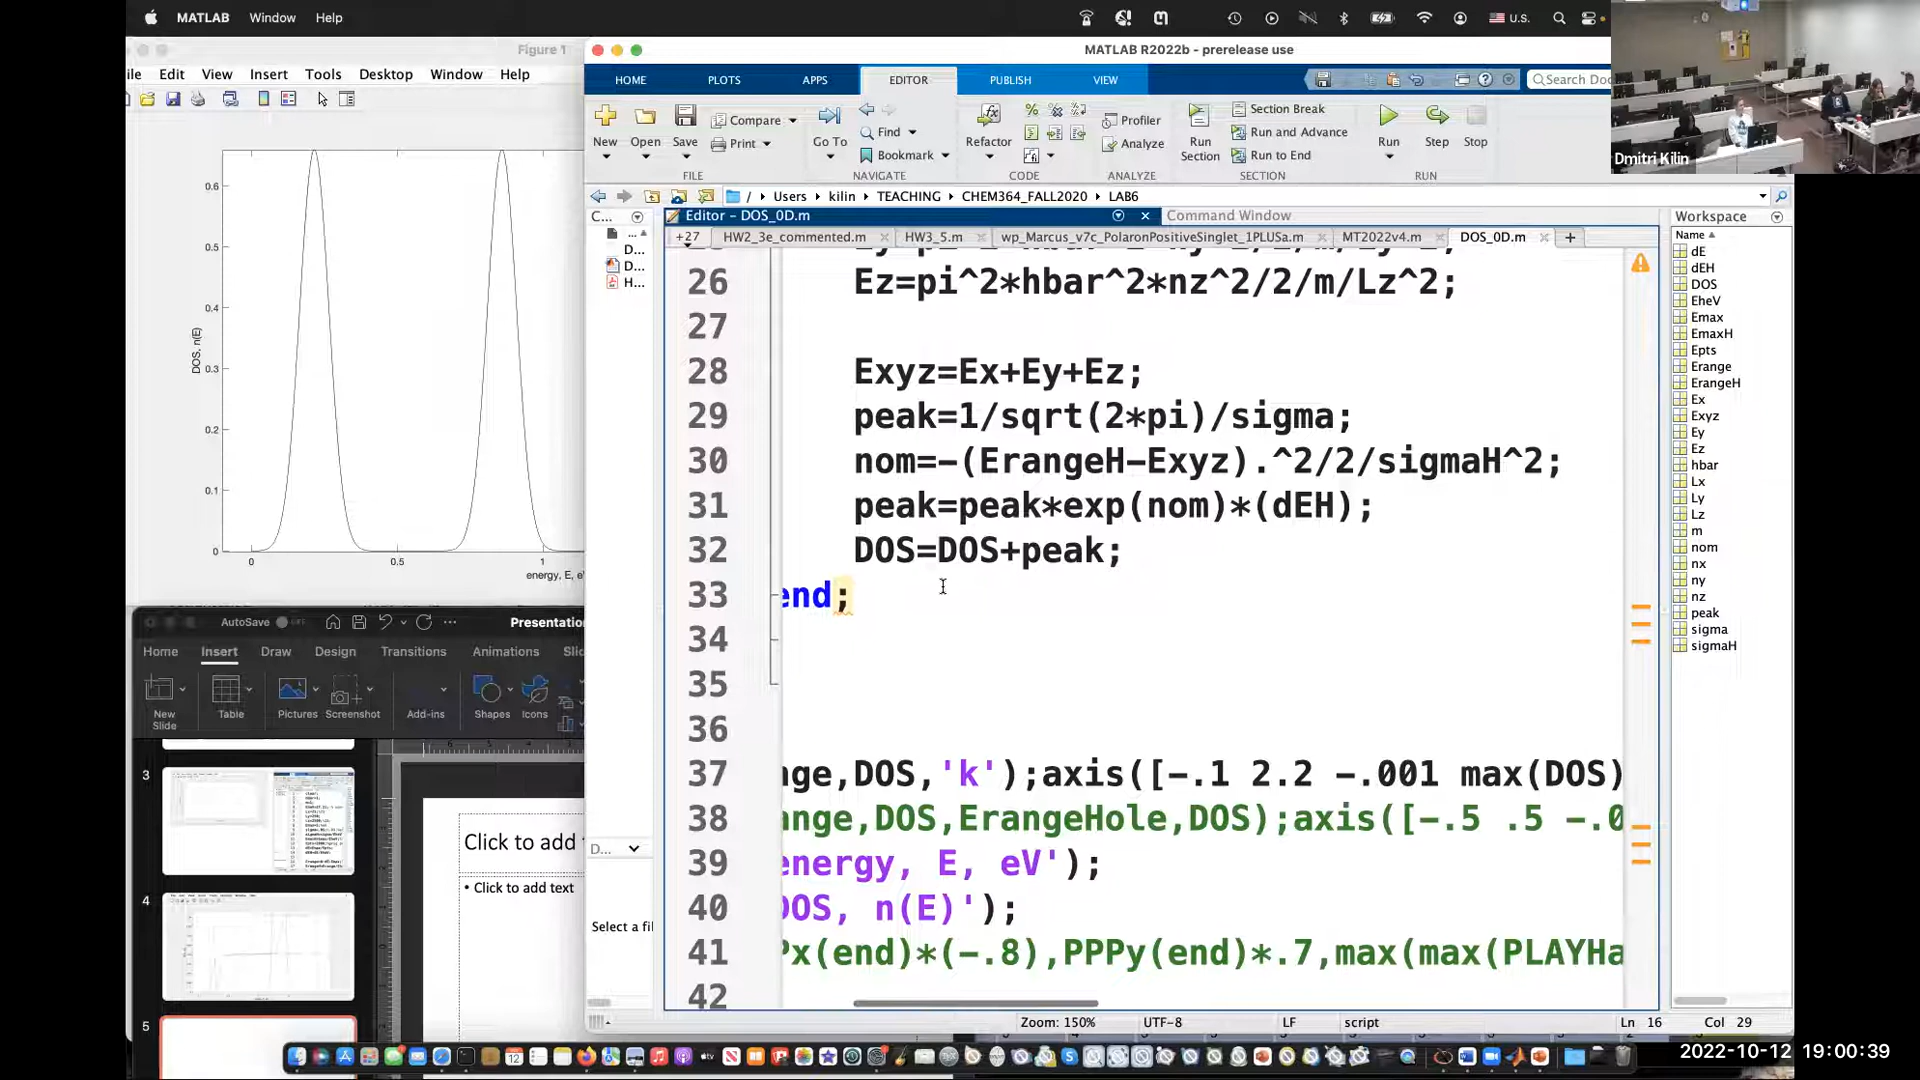 MATLAB Window Help
U.S.
Figure 1
ile Edit View Insert Tools Desktop Window Help
0.6
0.5
0.4
0.3
0.2
0.1
0
DOS, n(E)
0 0.5 1
energy, E, e
MATLAB R2022b - prerelease use
HOME PLOTS APPS EDITOR PUBLISH VIEW
Search Doc
New Open Save Compare Print
Go To Find Bookmark
Refactor
Profiler Analyze
Run Section Section Break Run and Advance Run to End
Run Step Stop
FILE NAVIGATE CODE ANALYZE SECTION RUN
/ Users kilin TEACHING CHEM364_FALL2020 LAB6
C...
...
D...
D...
H...
D...
Select a fil
Editor - DOS_0D.m
Command Window
+27 HW2_3e_commented.m HW3_5.m wp_Marcus_v7c_PolaronPositiveSinglet_1PLUSa.m MT2022v4.m DOS_0D.m
26 Ez=pi^2*hbar^2*nz^2/2/m/Lz^2;
27
28 Exyz=Ex+Ey+Ez;
29 peak=1/sqrt(2*pi)/sigma;
30 nom=-(ErangeH-Exyz).^2/2/sigmaH^2;
31 peak=peak*exp(nom)*(dEH);
32 DOS=DOS+peak;
33 end;
34
35
36
37 nge,DOS,'k');axis([-.1 2.2 -.001 max(DOS)
38 ange,DOS,ErangeHole,DOS);axis([-.5 .5 -.0
39 energy, E, eV');
40 DOS, n(E)');
41 Px(end)*(-.8),PPPy(end)*.7,max(max(PLAYHa
42
Zoom: 150% UTF-8 LF script Ln 16 Col 29
Workspace
Name
dE
dEH
DOS
EheV
Emax
EmaxH
Epts
Erange
ErangeH
Ex
Exyz
Ey
Ez
hbar
Lx
Ly
Lz
m
nom
nx
ny
nz
peak
sigma
sigmaH
Dmitri Kilin
AutoSave OFF ... Presentation
Home Insert Draw Design Transitions Animations Slid
New Slide Table Pictures Screenshot Add-ins Shapes Icons
3
4
5
Click to add
• Click to add text
2022-10-12 19:00:39